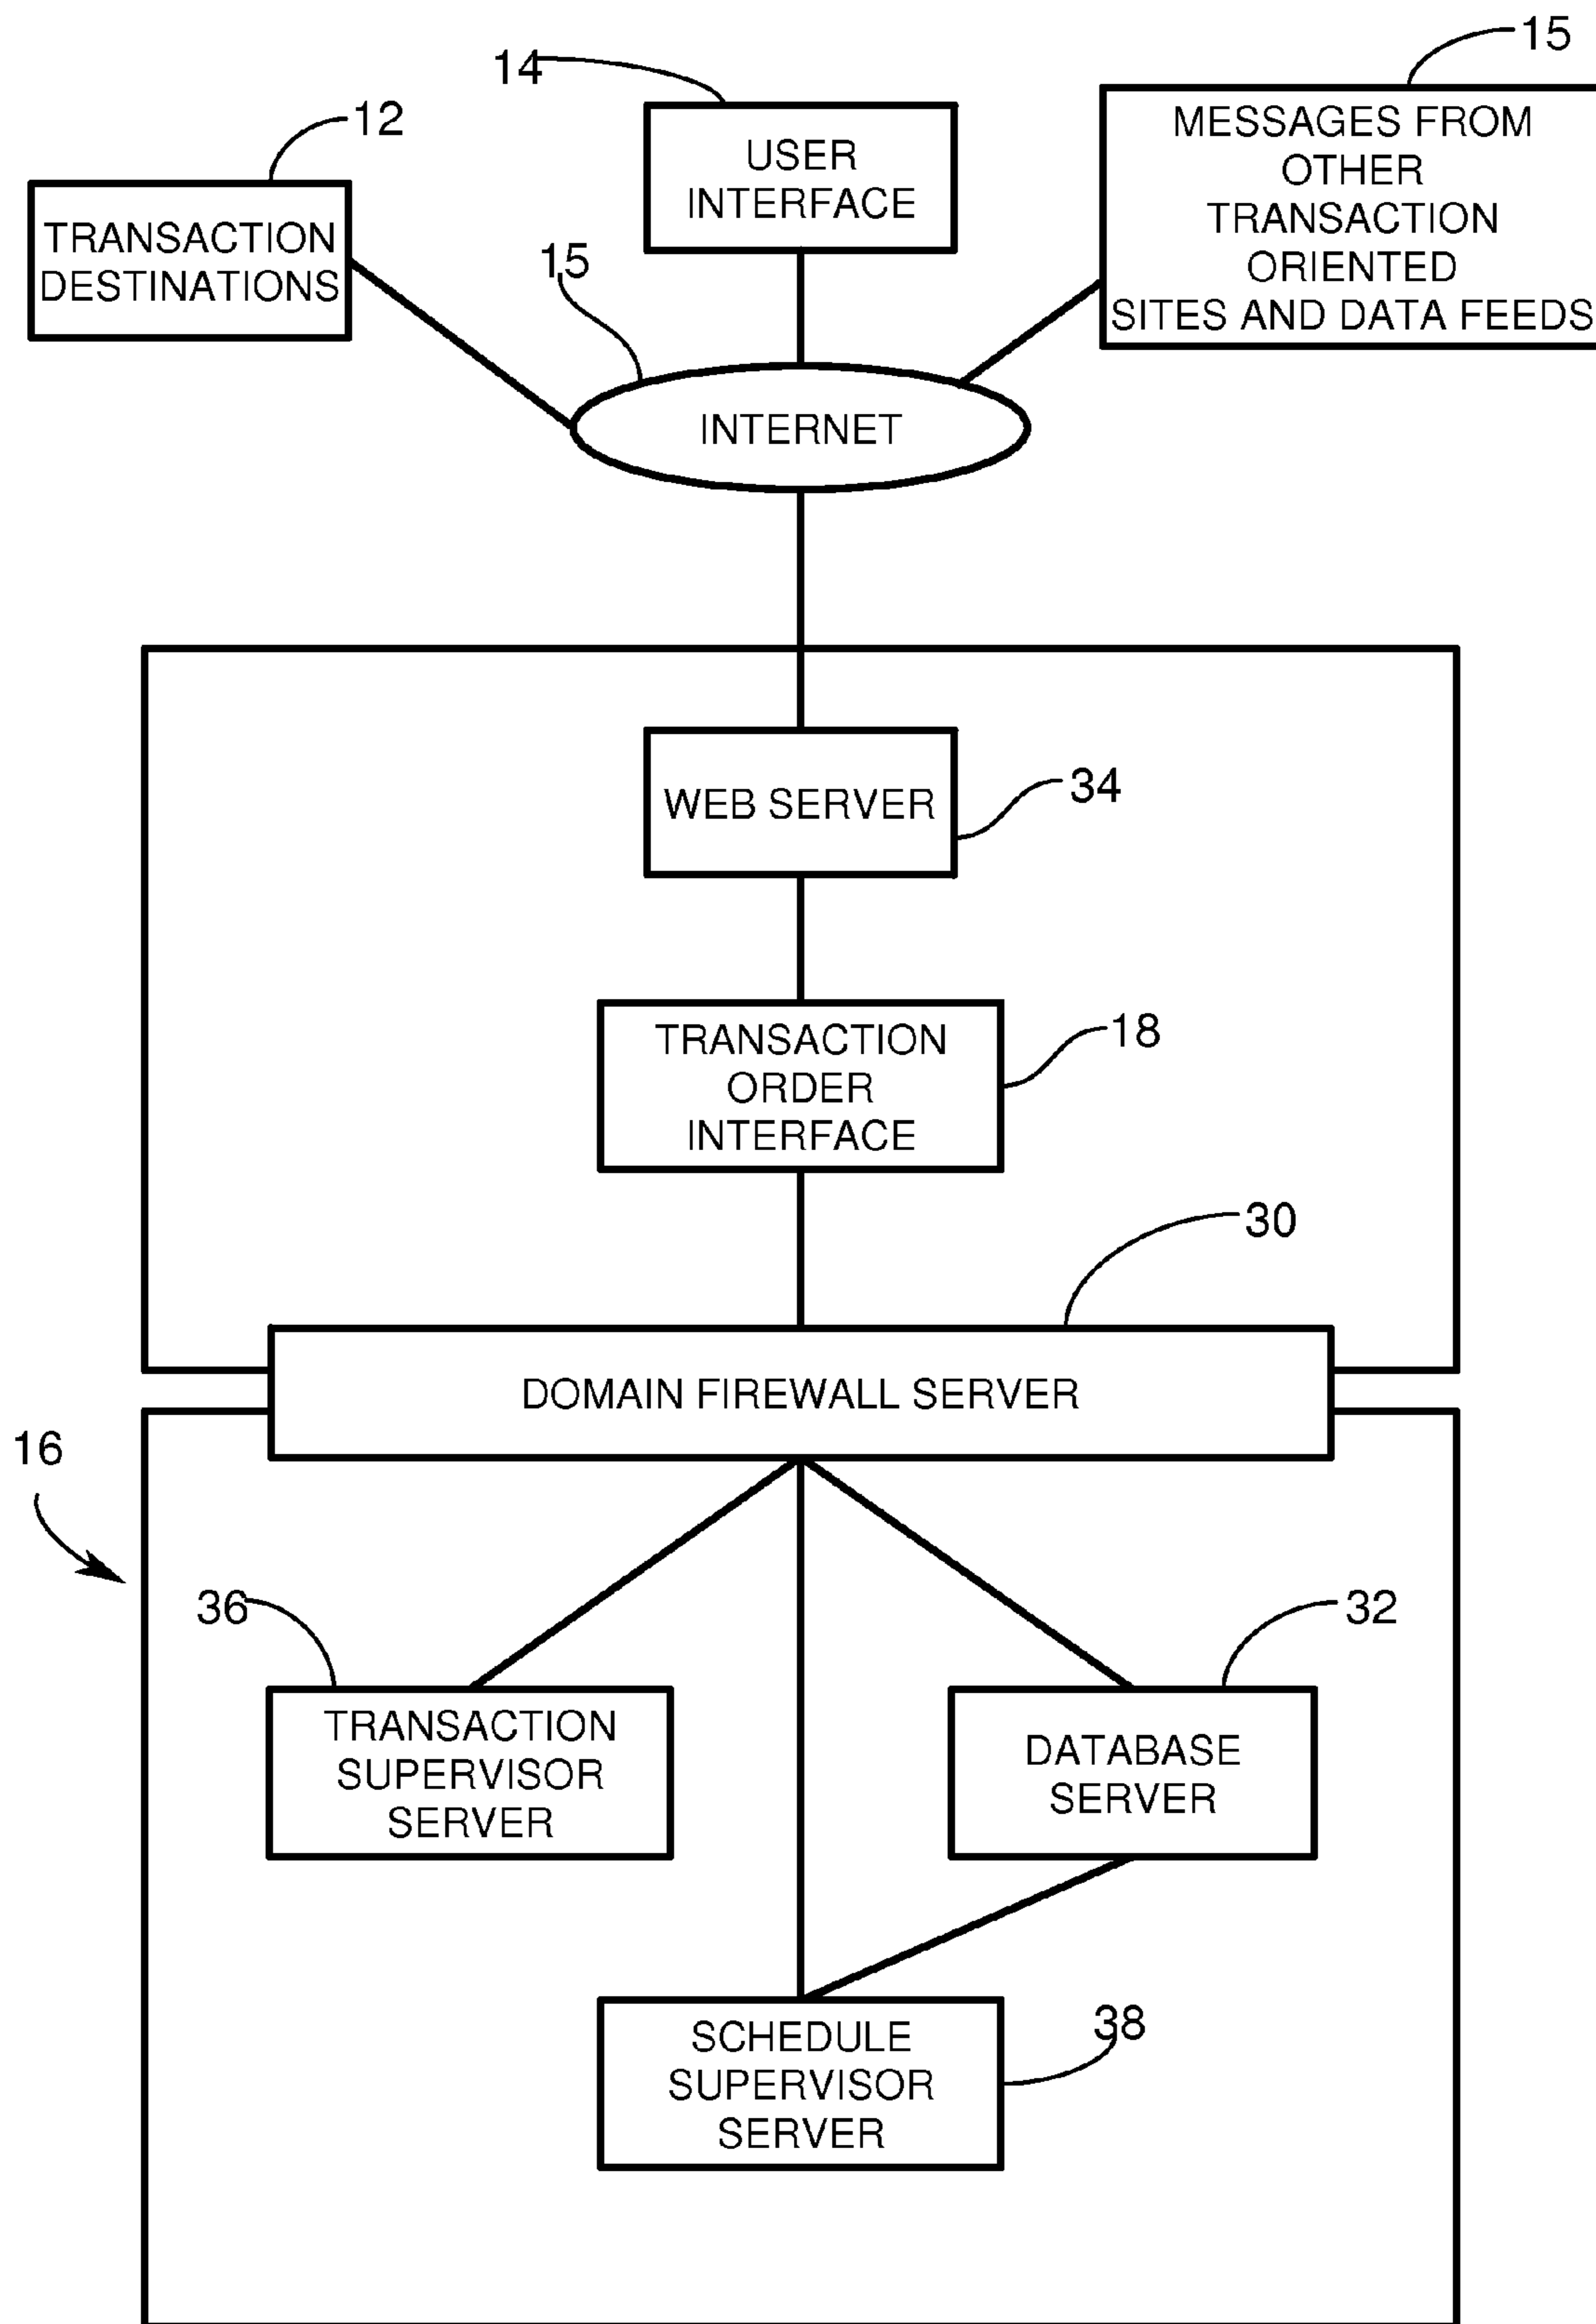 15
14
12
MESSAGES FROM
OTHER
TRANSACTION
ORIENTED
SITES AND DATA FEEDS
USER
INTERFACE
TRANSACTION
DESTINATIONS
15
INTERNET
WEB SERVER
34
TRANSACTION
ORDER
INTERFACE
18
30
DOMAIN FIREWALL SERVER
16
36
32
TRANSACTION
SUPERVISOR
SERVER
DATABASE
SERVER
SCHEDULE
SUPERVISOR
SERVER
38